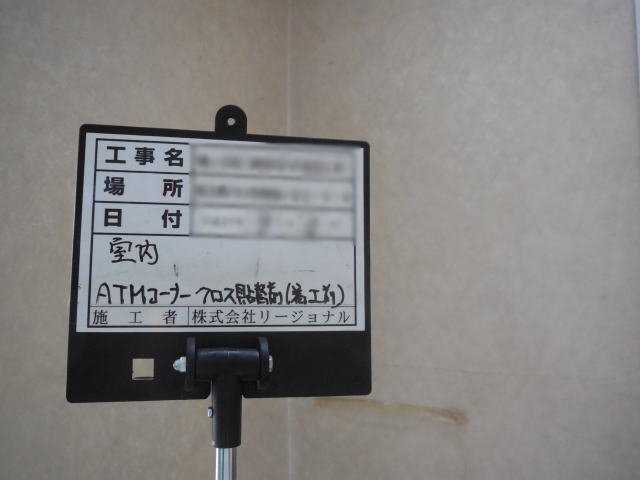 工事名
場所
日付
室内
ATMコーナー クロス貼替前(着工前)
施工者 株式会社リージョナル